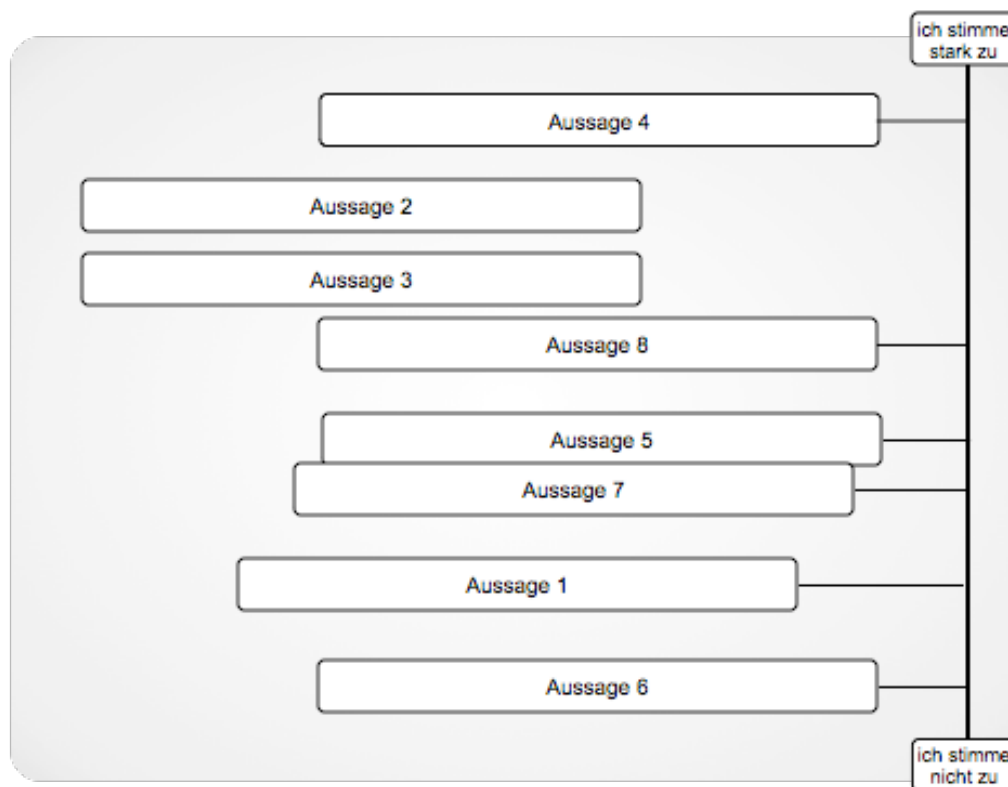 ich stimme
stark zu
Aussage 4
Aussage 2
Aussage 3
Aussage 8
Aussage 5
Aussage 7
Aussage 1
Aussage 6
ich stimme
nicht zu